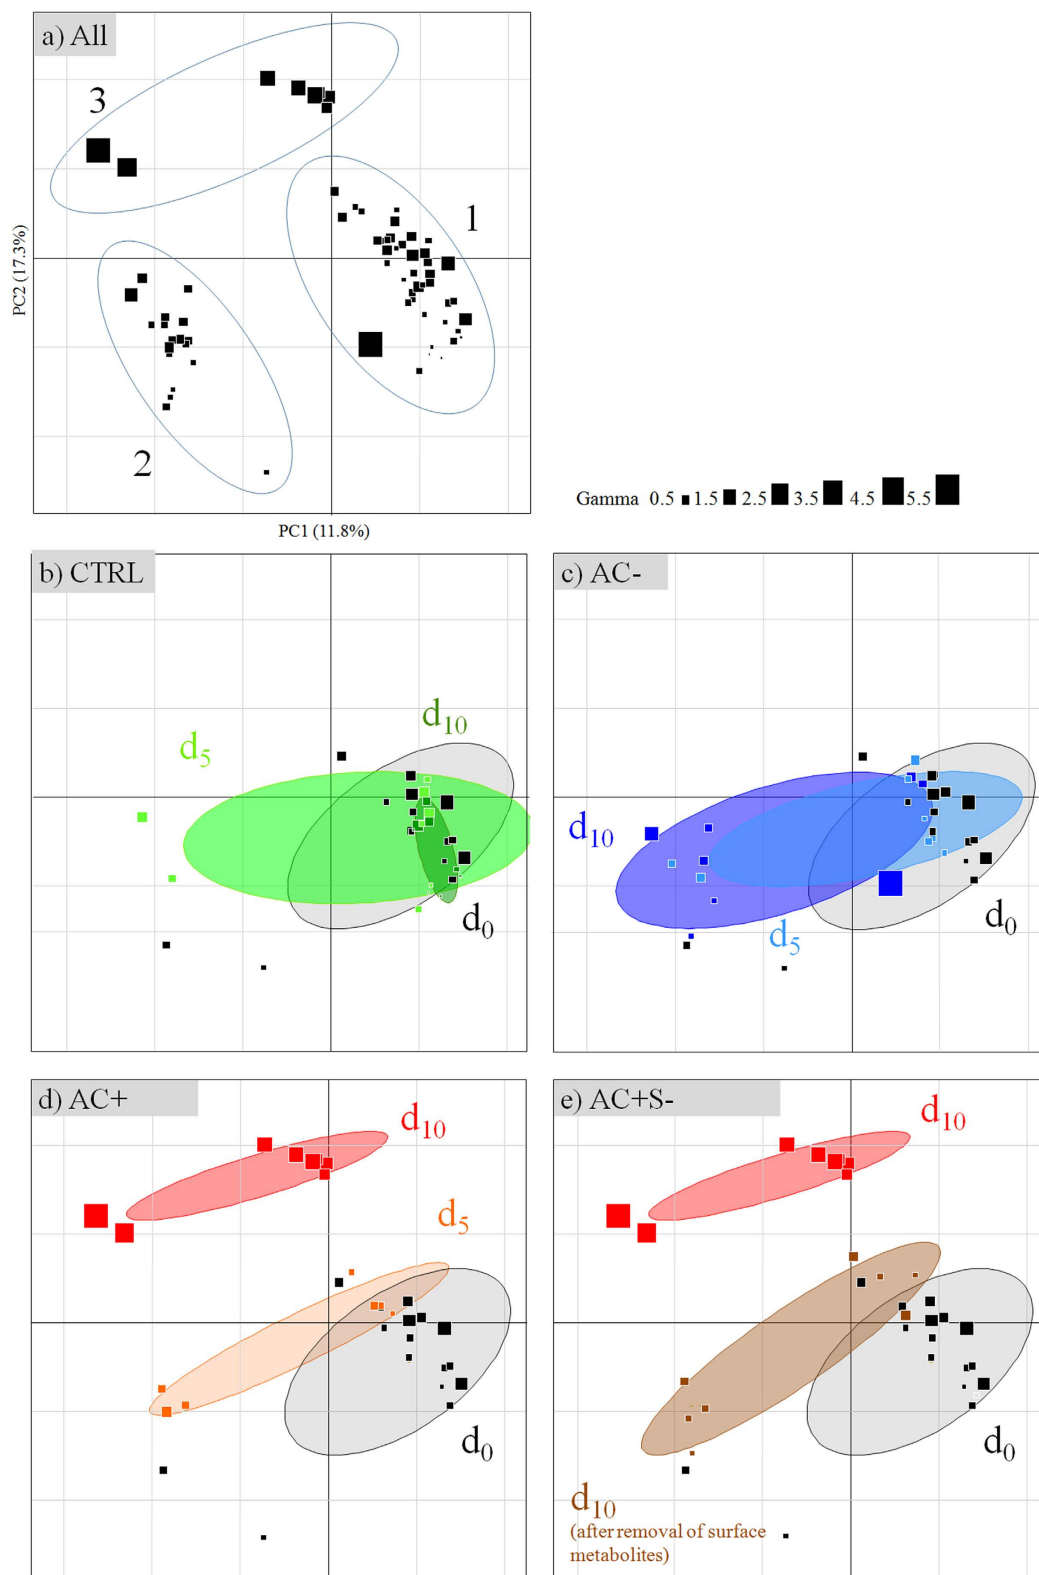 a) All
3
1
2
PC2 (17.3%)
PC1 (11.8%)
Gamma 0.5 1.5 2.5 3.5 4.5 5.5
b) CTRL
d10
d5
d0
c) AC-
d10
d5
d0
d) AC+
d10
d5
d0
e) AC+S-
d10
d0
d10
(after removal of surface
metabolites)